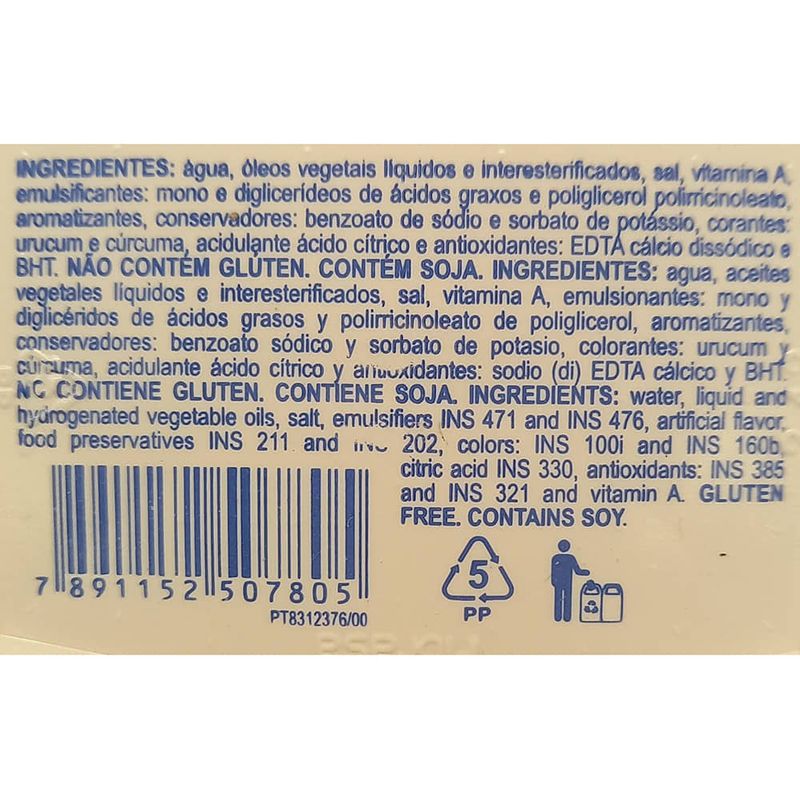 INGREDIENTES: água, óleos vegetais líquidos e interesterificados, sal, vitamina A,
emulsificantes: mono e diglicerídeos de ácidos graxos e poliglicerol polirricinoleato,
aromatizantes, conservadores: benzoato de sódio e sorbato de potássio, corantes:
urucum e cúrcuma, acidulante ácido cítrico e antioxidantes: EDTA cálcio dissódico e
BHT. NÃO CONTÉM GLÚTEN. CONTÉM SOJA. INGREDIENTES: agua, aceites
vegetales líquidos e interesterificados, sal, vitamina A, emulsionantes: mono y
diglicéridos de ácidos grasos y polirricinoleato de poliglicerol, aromatizantes,
conservadores: benzoato sódico y sorbato de potasio, colorantes: urucum y
cúrcuma, acidulante ácido cítrico y antioxidantes: sodio (di) EDTA cálcico y BHT.
NO CONTIENE GLUTEN. CONTIENE SOJA. INGREDIENTS: water, liquid and
hydrogenated vegetable oils, salt, emulsifiers INS 471 and INS 476, artificial flavor,
food preservatives INS 211 and INS 202, colors: INS 100i and INS 160b,
citric acid INS 330, antioxidants: INS 385
and INS 321 and vitamin A. GLUTEN
FREE. CONTAINS SOY.
7 891152 507805
PT8312376/00
5
PP